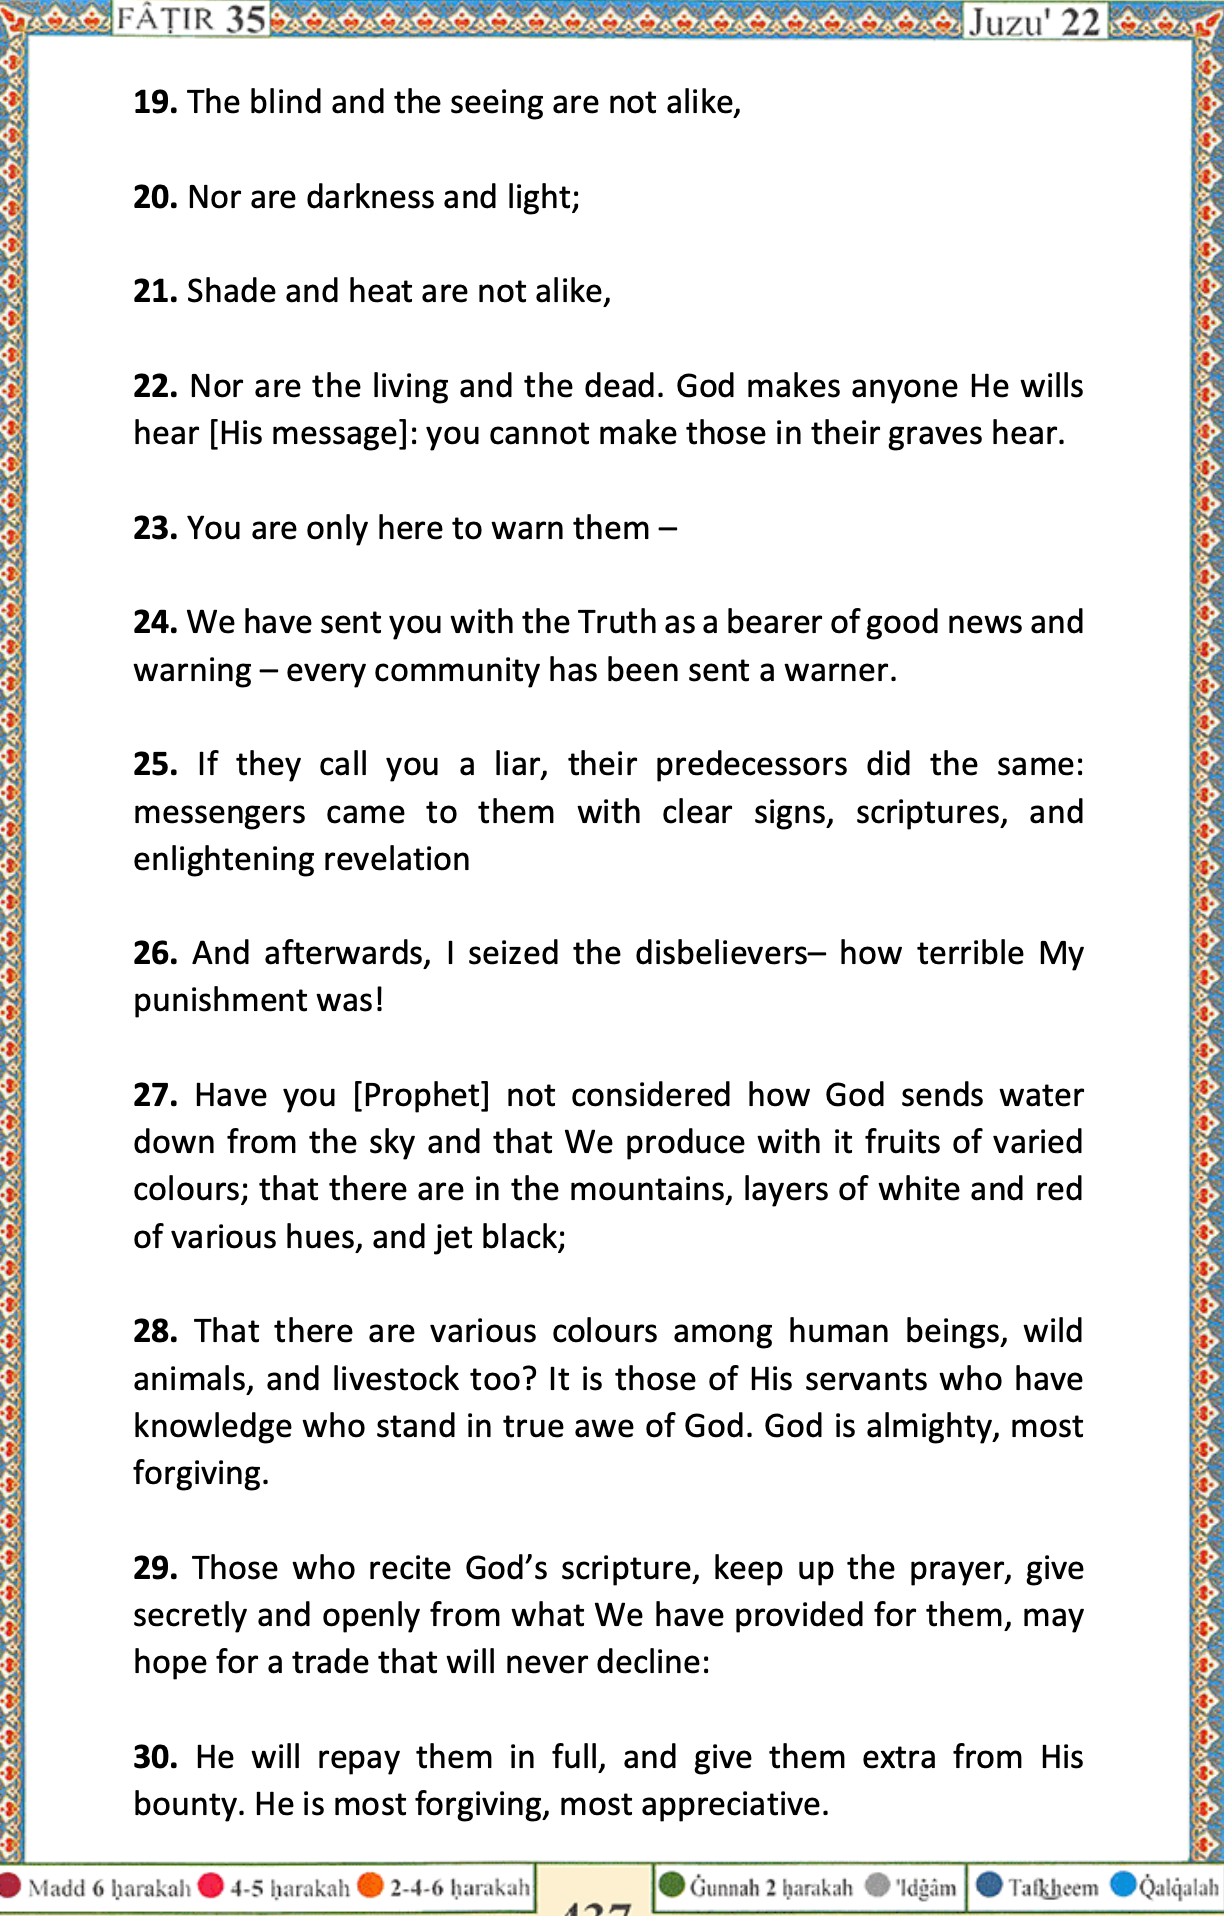 FÂṬIR 35
Juzu' 22
19. The blind and the seeing are not alike,
20. Nor are darkness and light;
21. Shade and heat are not alike,
22. Nor are the living and the dead. God makes anyone He wills
hear [His message]: you cannot make those in their graves hear.
23. You are only here to warn them –
24. We have sent you with the Truth as a bearer of good news and
warning – every community has been sent a warner.
25. If they call you a liar, their predecessors did the same:
messengers came to them with clear signs, scriptures, and
enlightening revelation
26. And afterwards, I seized the disbelievers– how terrible My
punishment was!
27. Have you [Prophet] not considered how God sends water
down from the sky and that We produce with it fruits of varied
colours; that there are in the mountains, layers of white and red
of various hues, and jet black;
28. That there are various colours among human beings, wild
animals, and livestock too? It is those of His servants who have
knowledge who stand in true awe of God. God is almighty, most
forgiving.
29. Those who recite God’s scripture, keep up the prayer, give
secretly and openly from what We have provided for them, may
hope for a trade that will never decline:
30. He will repay them in full, and give them extra from His
bounty. He is most forgiving, most appreciative.
Madd 6 ḥarakah 4-5 ḥarakah 2-4-6 ḥarakah
Ġunnah 2 ḥarakah 'Idġâm Tafkheem Q̇alq̇alah